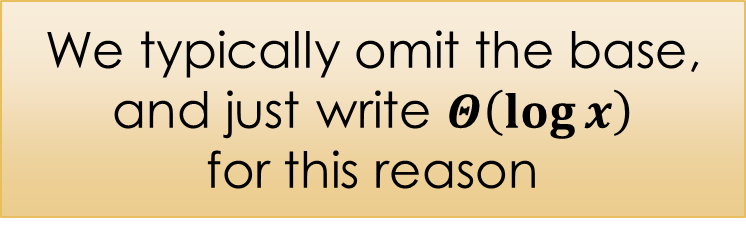 We typically omit the base,
and just write Θ(log x)
for this reason